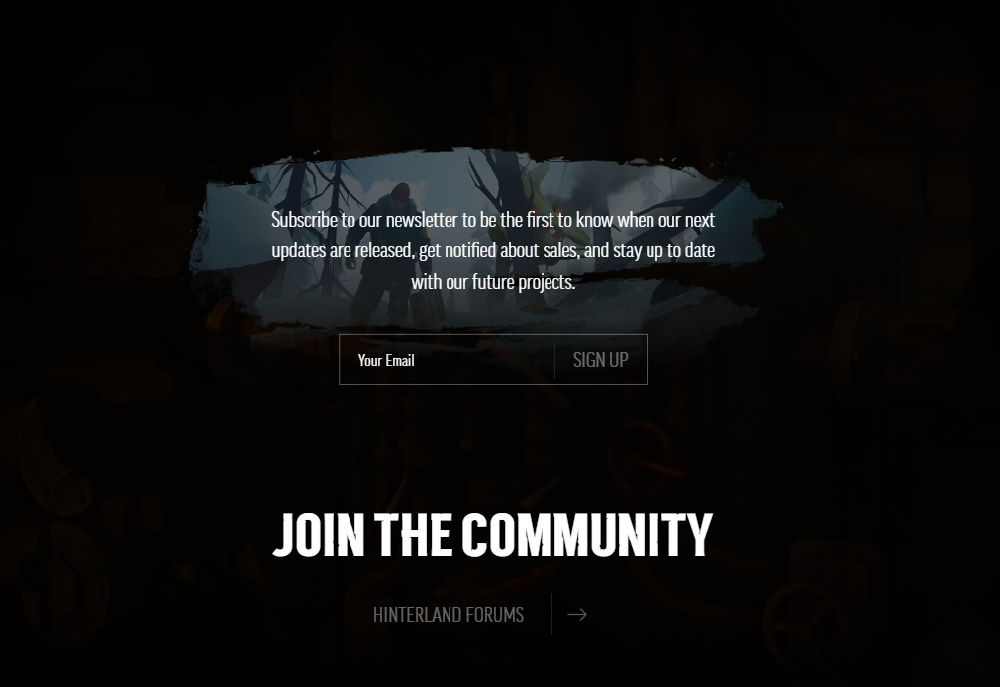 Subscribe to our newsletter to be the first to know when our next
updates are released, get notified about sales, and stay up to date
with our future projects.
Your Email
SIGN UP
JOIN THE COMMUNITY
HINTERLAND FORUMS